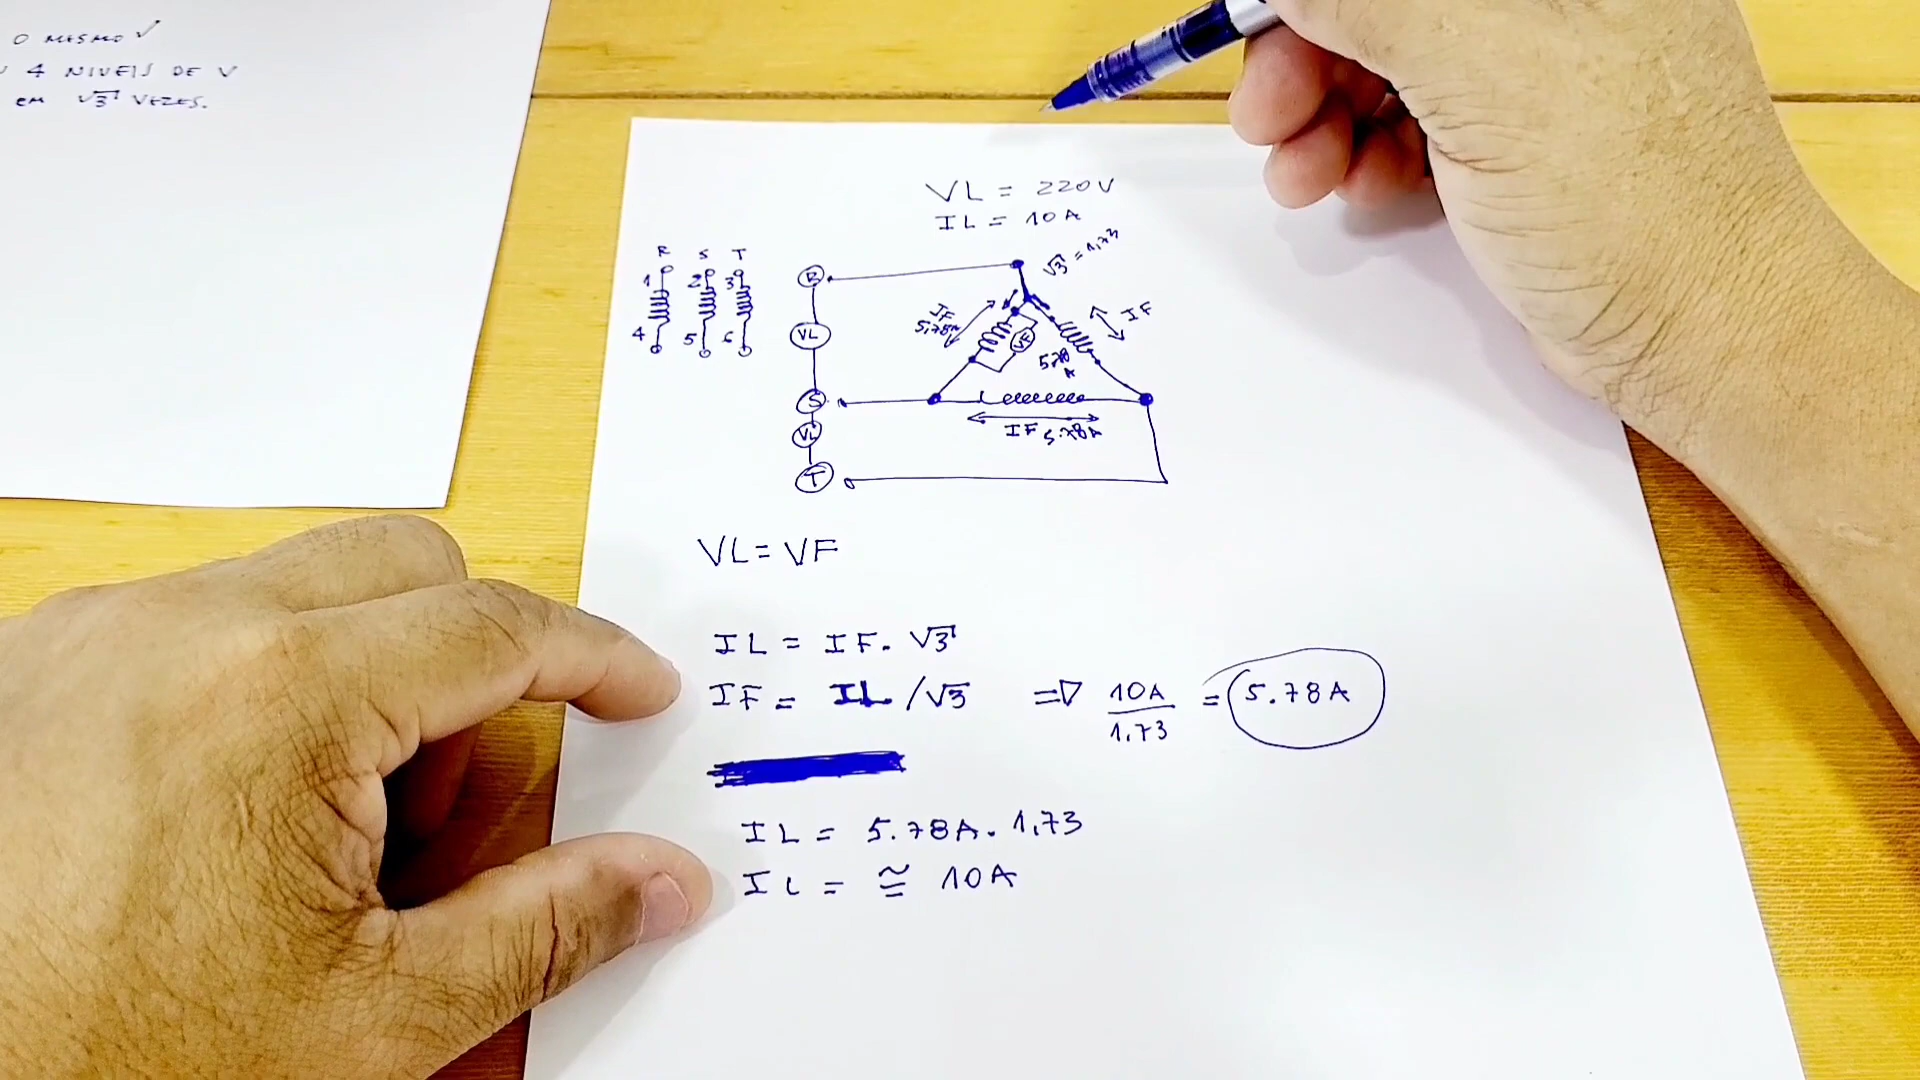 O MESMO √
4 NIVEIS DE V
EM √3 VEZES.
VL = 220V
IL = 10A
√3 = 1,73
R S T
1 2 3
4 5 6
R
VL
S
VL
T
IF
5,78A
VF
IF
5,78
A
IF 5.78A
VL = VF
IL = IF. √3
IF = IL /√3 => 10A = 5.78A
1,73
IL = 5.78A. 1,73
IL = ≅ 10A